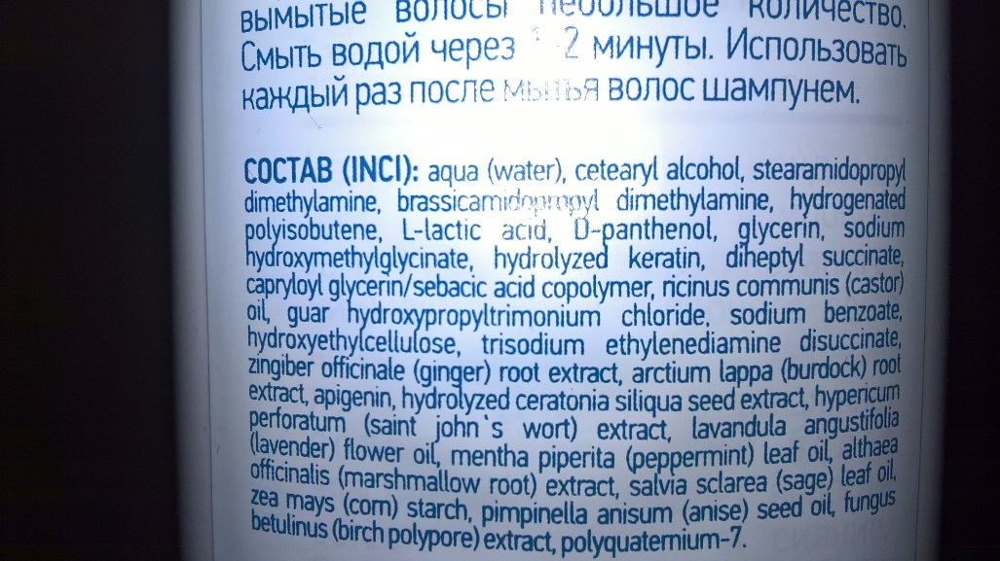 вымытые волосы небольшое количество.
Смыть водой через 1-2 минуты. Использовать
каждый раз после мытья волос шампунем.
СОСТАВ (INCI): aqua (water), cetearyl alcohol, stearamidopropyl
dimethylamine, brassicamidopropyl dimethylamine, hydrogenated
polyisobutene, L-lactic acid, D-panthenol, glycerin, sodium
hydroxymethylglycinate, hydrolyzed keratin, diheptyl succinate,
capryloyl glycerin/sebacic acid copolymer, ricinus communis (castor)
oil, guar hydroxypropyltrimonium chloride, sodium benzoate,
hydroxyethylcellulose, trisodium ethylenediamine disuccinate,
zingiber officinale (ginger) root extract, arctium lappa (burdock) root
extract, apigenin, hydrolyzed ceratonia siliqua seed extract, hypericum
perforatum (saint john`s wort) extract, lavandula angustifolia
(lavender) flower oil, mentha piperita (peppermint) leaf oil, althaea
officinalis (marshmallow root) extract, salvia sclarea (sage) leaf oil,
zea mays (corn) starch, pimpinella anisum (anise) seed oil, fungus
betulinus (birch polypore) extract, polyquaternium-7.